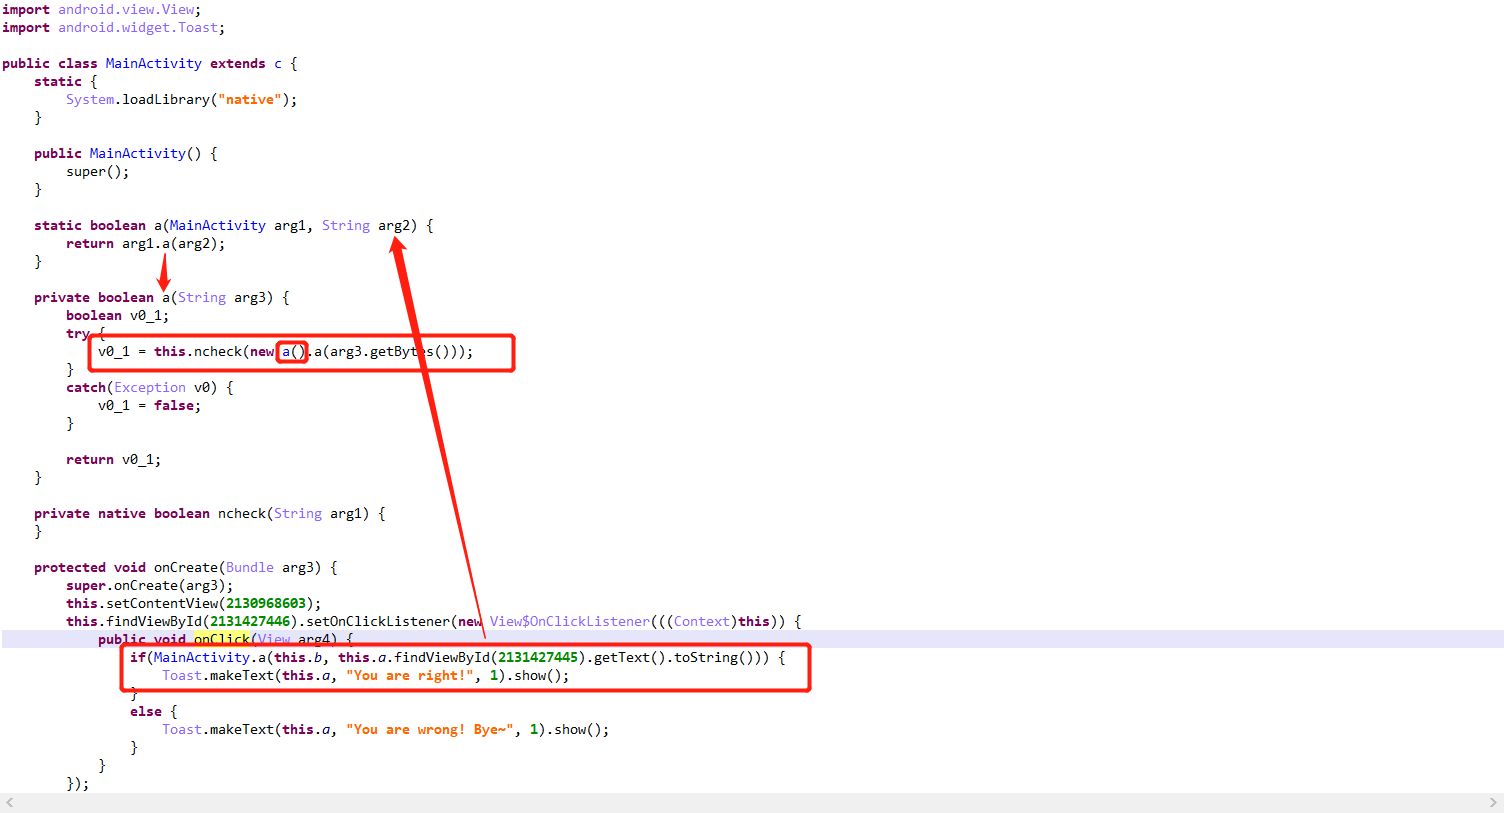 import android.view.View;
import android.widget.Toast;
public class MainActivity extends c {
static {
System.loadLibrary("native");
}
public MainActivity() {
super();
}
static boolean a(MainActivity arg1, String arg2) {
return arg1.a(arg2);
}
private boolean a(String arg3) {
boolean v0_1;
try {
v0_1 = this.ncheck(new a().a(arg3.getBytes()));
}
catch(Exception v0) {
v0_1 = false;
}
return v0_1;
}
private native boolean ncheck(String arg1) {
}
protected void onCreate(Bundle arg3) {
super.onCreate(arg3);
this.setContentView(2130968603);
this.findViewById(2131427446).setOnClickListener(new View$OnClickListener(((Context)this)) {
public void onClick(View arg4) {
if(MainActivity.a(this.b, this.a.findViewById(2131427445).getText().toString())) {
Toast.makeText(this.a, "You are right!", 1).show();
}
else {
Toast.makeText(this.a, "You are wrong! Bye~", 1).show();
}
}
});